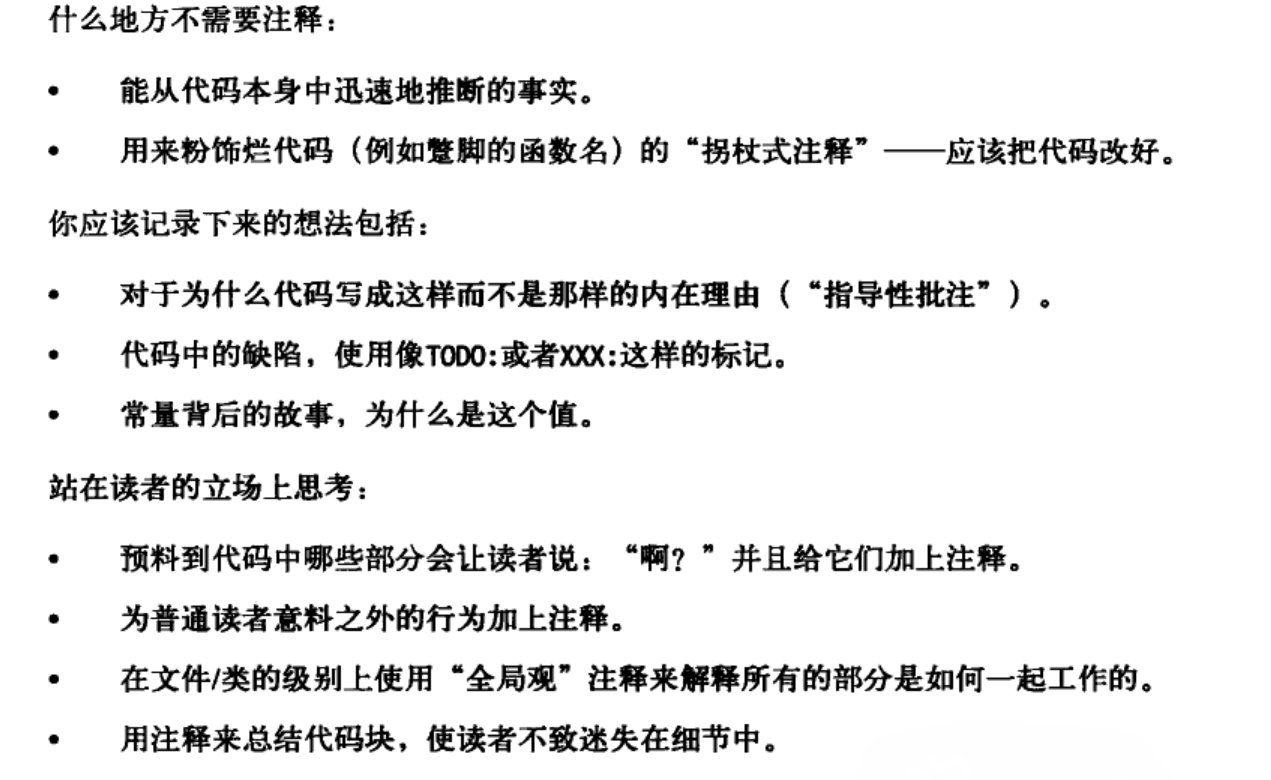 什么地方不需要注释：
• 能从代码本身中迅速地推断的事实。
• 用来粉饰烂代码（例如蹩脚的函数名）的“拐杖式注释”——应该把代码改好。
你应该记录下来的想法包括：
• 对于为什么代码写成这样而不是那样的内在理由（“指导性批注”）。
• 代码中的缺陷，使用像TODO:或者XXX:这样的标记。
• 常量背后的故事，为什么是这个值。
站在读者的立场上思考：
• 预料到代码中哪些部分会让读者说：“啊？”并且给它们加上注释。
• 为普通读者意料之外的行为加上注释。
• 在文件/类的级别上使用“全局观”注释来解释所有的部分是如何一起工作的。
• 用注释来总结代码块，使读者不致迷失在细节中。